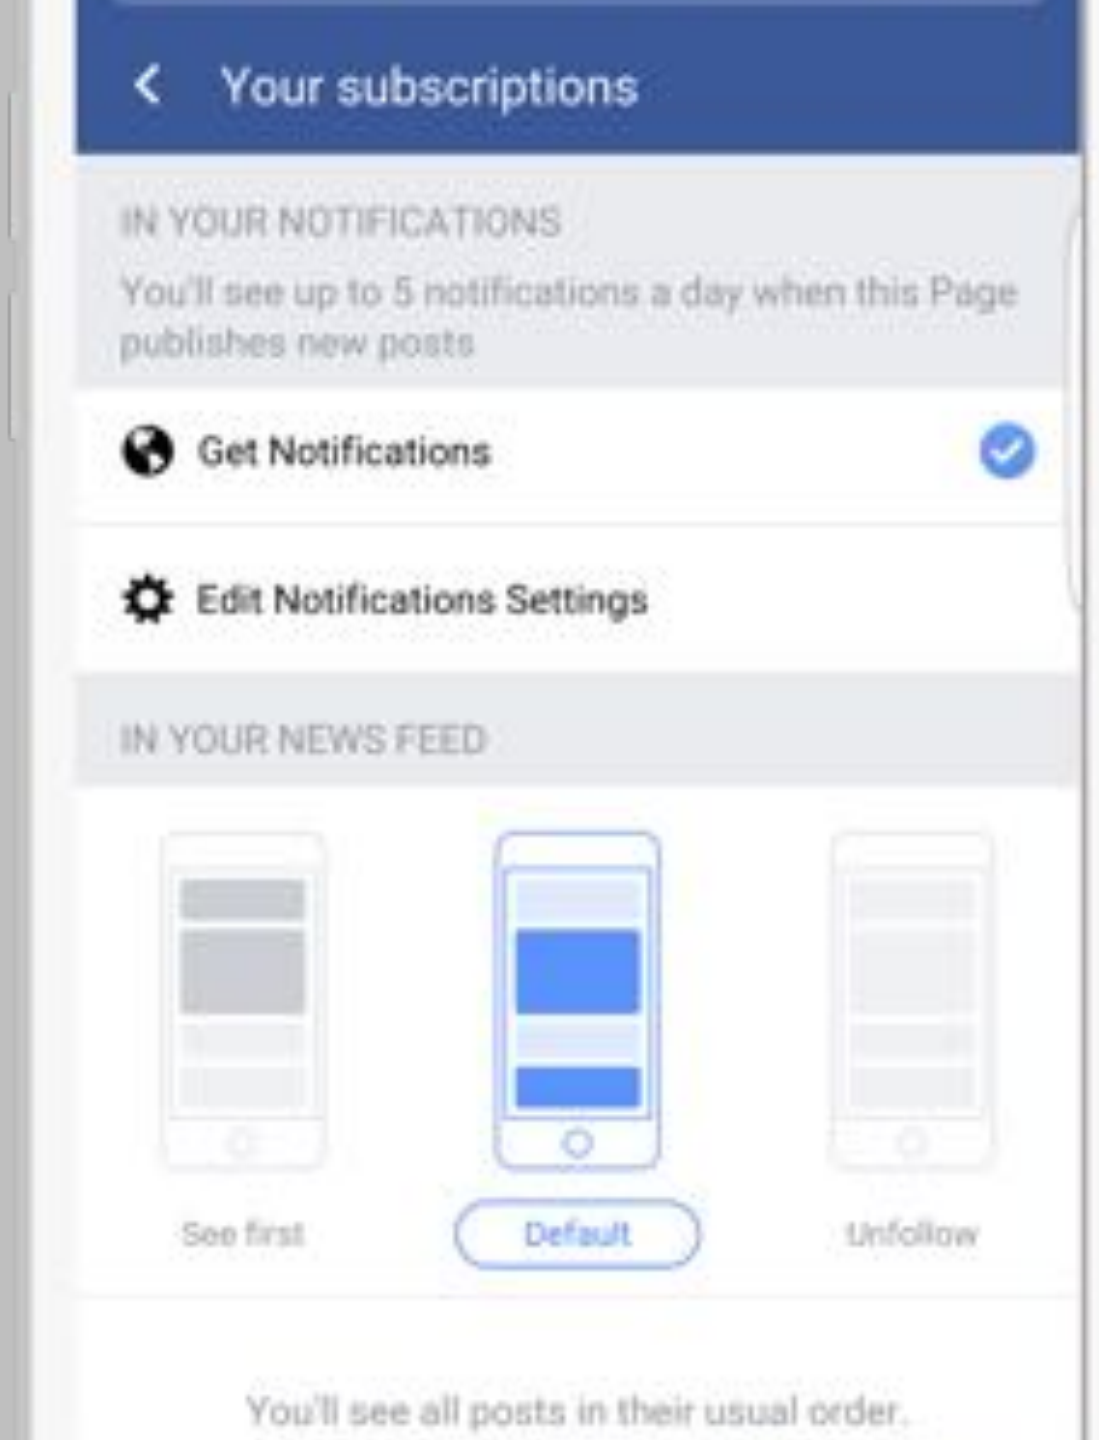 Your subscriptions
IN YOUR NOTIFICATIONS
You'll see up to 5 notifications a day when this Page
publishes new posts
Get Notifications
Edit Notifications Settings
IN YOUR NEWS FEED
See first
Default
Unfollow
You'll see all posts in their usual order.